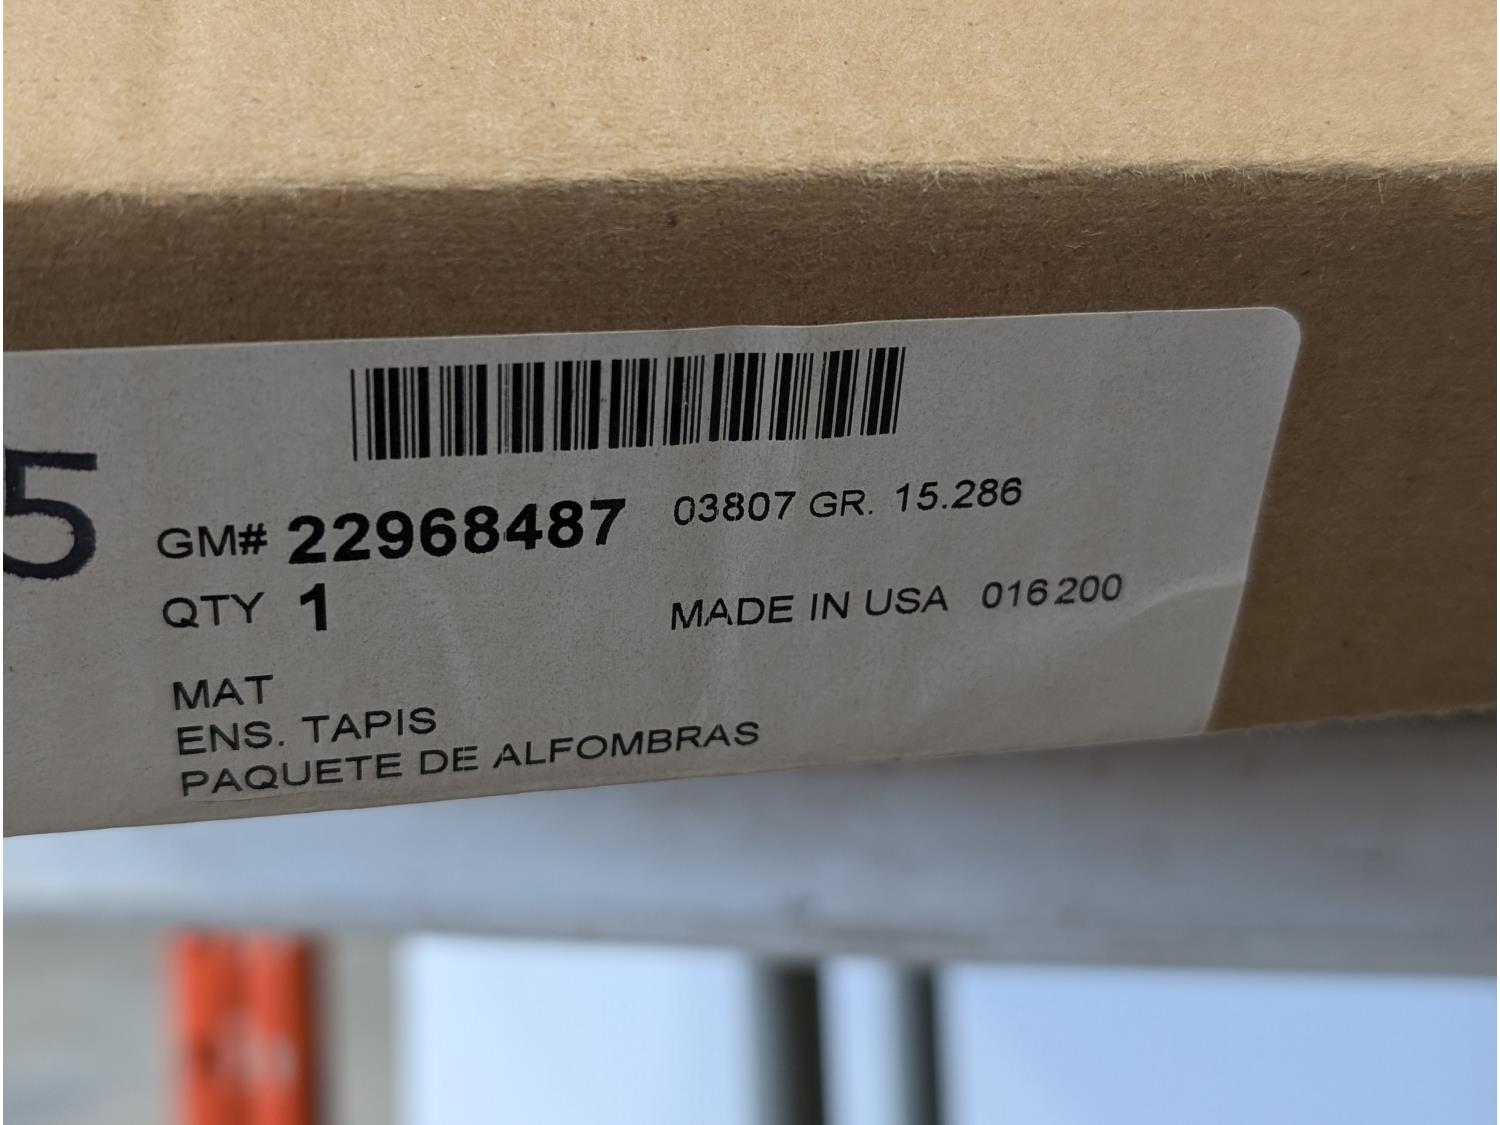 5
GM# 22968487 03807 GR. 15.286
QTY 1 MADE IN USA 016200
MAT
ENS. TAPIS
PAQUETE DE ALFOMBRAS